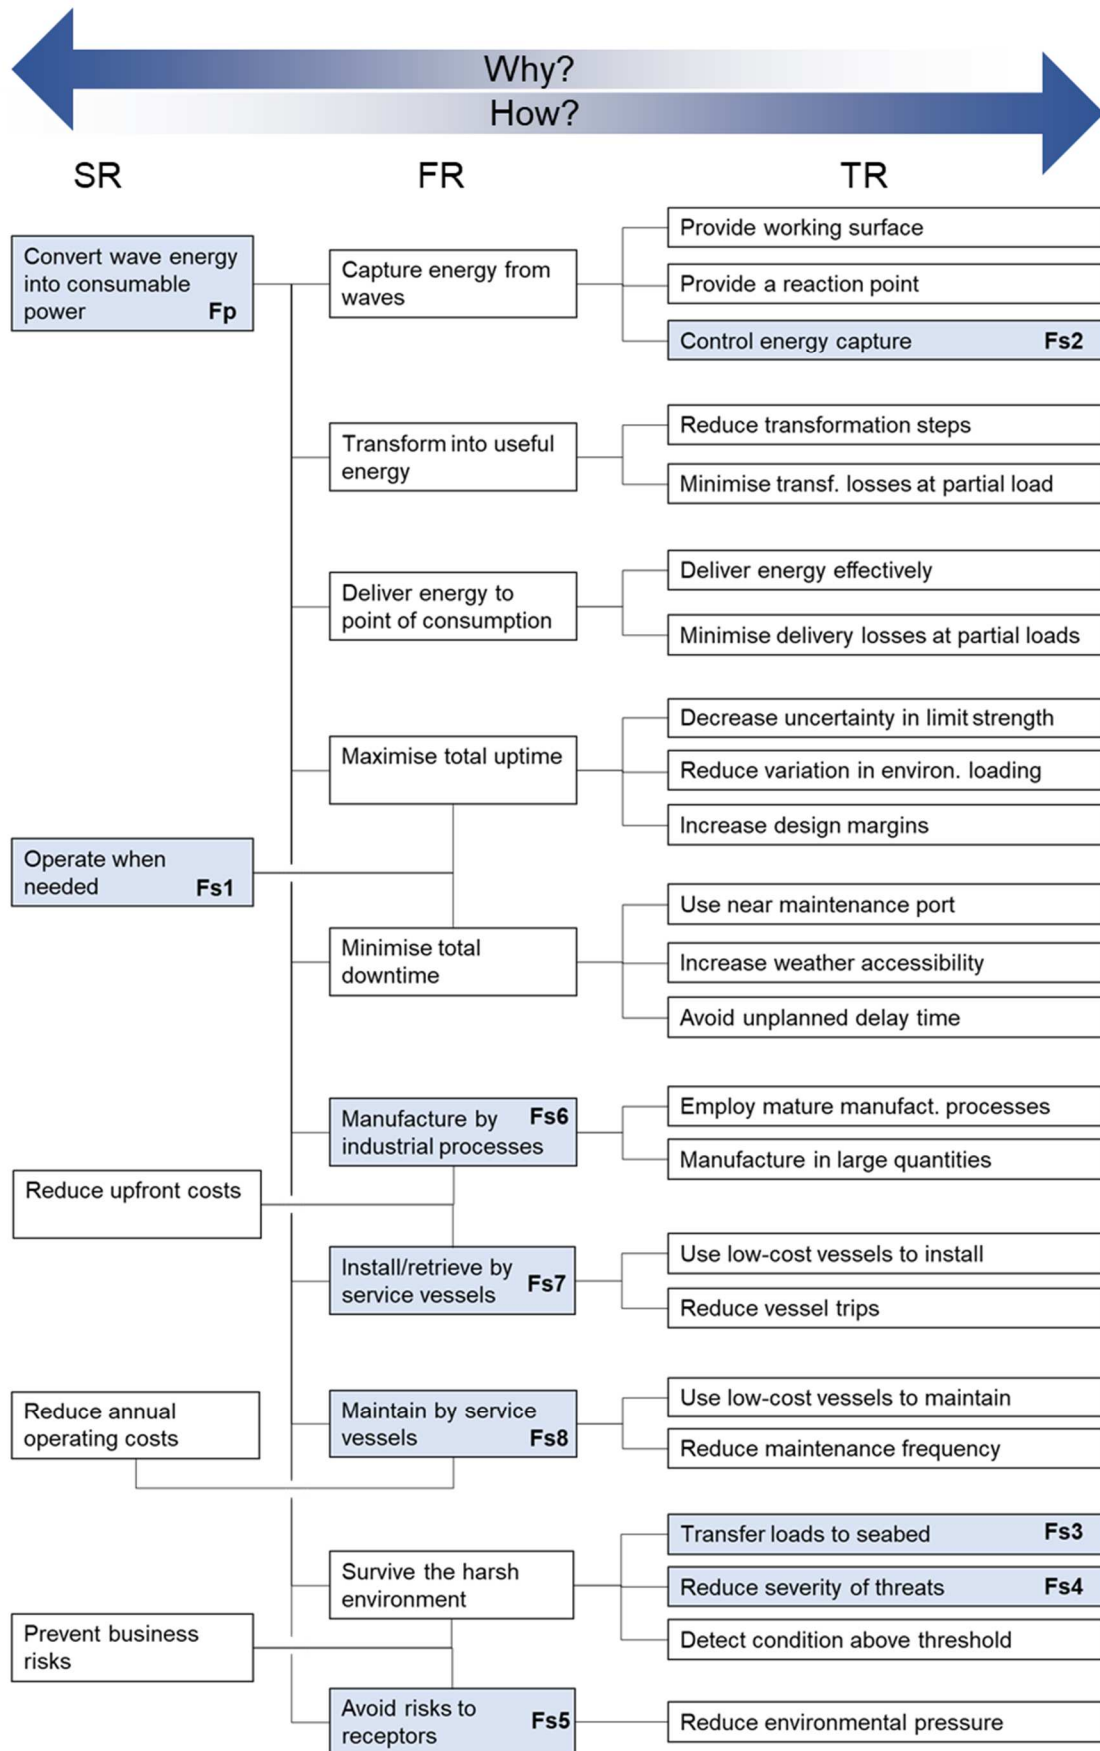 Why?
How?
SR
FR
TR
Convert wave energy
into consumable
power Fp
Capture energy from
waves
Provide working surface
Provide a reaction point
Control energy capture Fs2
Transform into useful
energy
Reduce transformation steps
Minimise transf. losses at partial load
Deliver energy to
point of consumption
Deliver energy effectively
Minimise delivery losses at partial loads
Maximise total uptime
Decrease uncertainty in limit strength
Reduce variation in environ. loading
Increase design margins
Operate when
needed Fs1
Minimise total
downtime
Use near maintenance port
Increase weather accessibility
Avoid unplanned delay time
Manufacture by Fs6
industrial processes
Employ mature manufact. processes
Manufacture in large quantities
Reduce upfront costs
Install/retrieve by
service vessels Fs7
Use low-cost vessels to install
Reduce vessel trips
Reduce annual
operating costs
Maintain by service
vessels Fs8
Use low-cost vessels to maintain
Reduce maintenance frequency
Survive the harsh
environment
Transfer loads to seabed Fs3
Reduce severity of threats Fs4
Detect condition above threshold
Prevent business
risks
Avoid risks to
receptors Fs5
Reduce environmental pressure